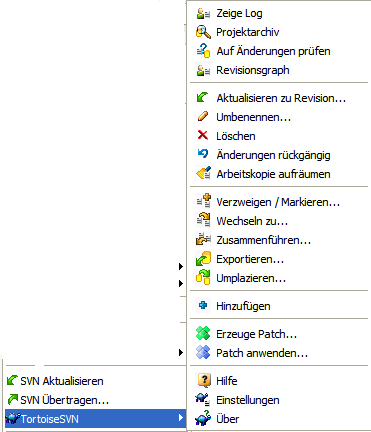 Zeige Log
Projektarchiv
Auf Änderungen prüfen
Revisionsgraph
Aktualisieren zu Revision...
Umbenennen...
Löschen
Änderungen rückgängig
Arbeitskopie aufräumen
Verzweigen / Markieren...
Wechseln zu...
Zusammenführen...
Exportieren...
Umplazieren...
Hinzufügen
Erzeuge Patch...
Patch anwenden...
Hilfe
Einstellungen
Über
SVN Aktualisieren
SVN Übertragen...
TortoiseSVN